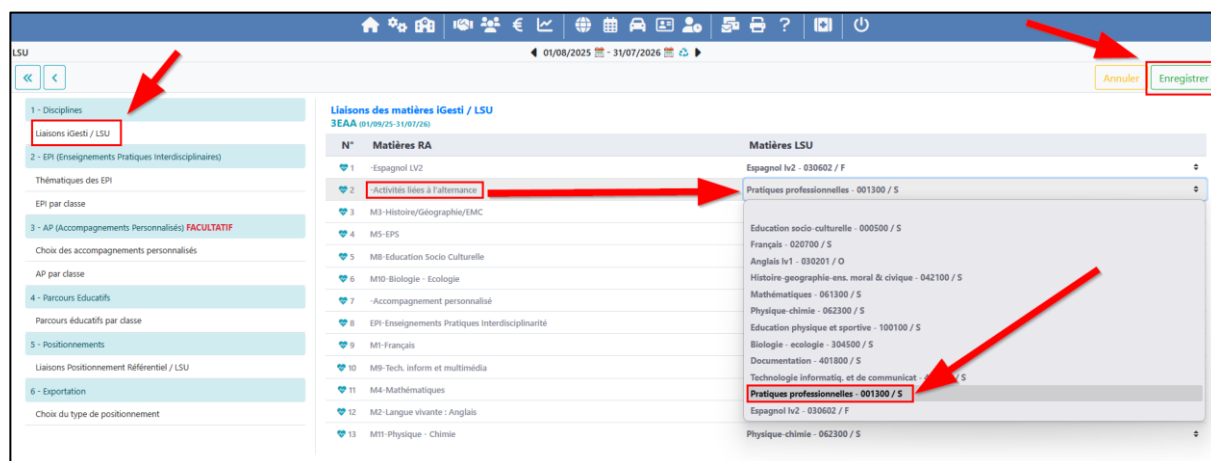 LSU
01/08/2025 - 31/07/2026
Annuler Enregistrer
1 - Disciplines
Liaisons iGesti / LSU
2 - EPI (Enseignements Pratiques Interdisciplinaires)
Thématiques des EPI
EPI par classe
3 - AP (Accompagnements Personnalisés) FACULTATIF
Choix des accompagnements personnalisés
AP par classe
4 - Parcours Educatifs
Parcours éducatifs par classe
5 - Positionnements
Liaisons Positionnement Référentiel / LSU
6 - Exportation
Choix du type de positionnement
Liaisons des matières iGesti / LSU
3EAA (01/09/25-31/07/26)
N° Matières RA Matières LSU
1 -Espagnol LV2 Espagnol lv2 - 030602 / F
2 -Activités liées à l'alternance Pratiques professionnelles - 001300 / S
3 M3-Histoire/Géographie/EMC
4 M5-EPS
5 M8-Education Socio Culturelle
6 M10-Biologie - Ecologie
7 -Accompagnement personnalisé
8 EPI-Enseignements Pratiques Interdisciplinarité
9 M1-Français
10 M9-Tech. inform et multimédia
11 M4-Mathématiques
12 M2-Langue vivante : Anglais
13 M11-Physique - Chimie Physique-chimie - 062300 / S
Education socio-culturelle - 000500 / S
Français - 020700 / S
Anglais lv1 - 030201 / O
Histoire-geographie-ens. moral & civique - 042100 / S
Mathématiques - 061300 / S
Physique-chimie - 062300 / S
Education physique et sportive - 100100 / S
Biologie - ecologie - 304500 / S
Documentation - 401800 / S
Technologie informatiq. et de communicat - / S
Pratiques professionnelles - 001300 / S
Espagnol lv2 - 030602 / F